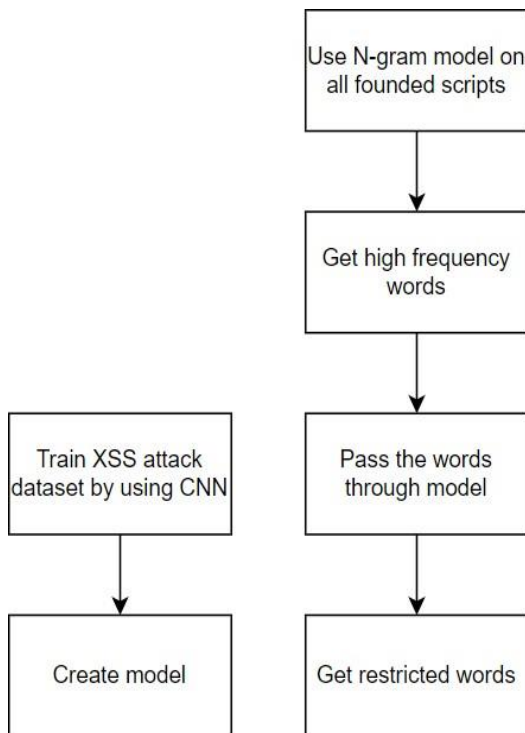 Use N-gram model on
all founded scripts
Get high frequency
words
Train XSS attack
dataset by using CNN
Pass the words
through model
Create model
Get restricted words